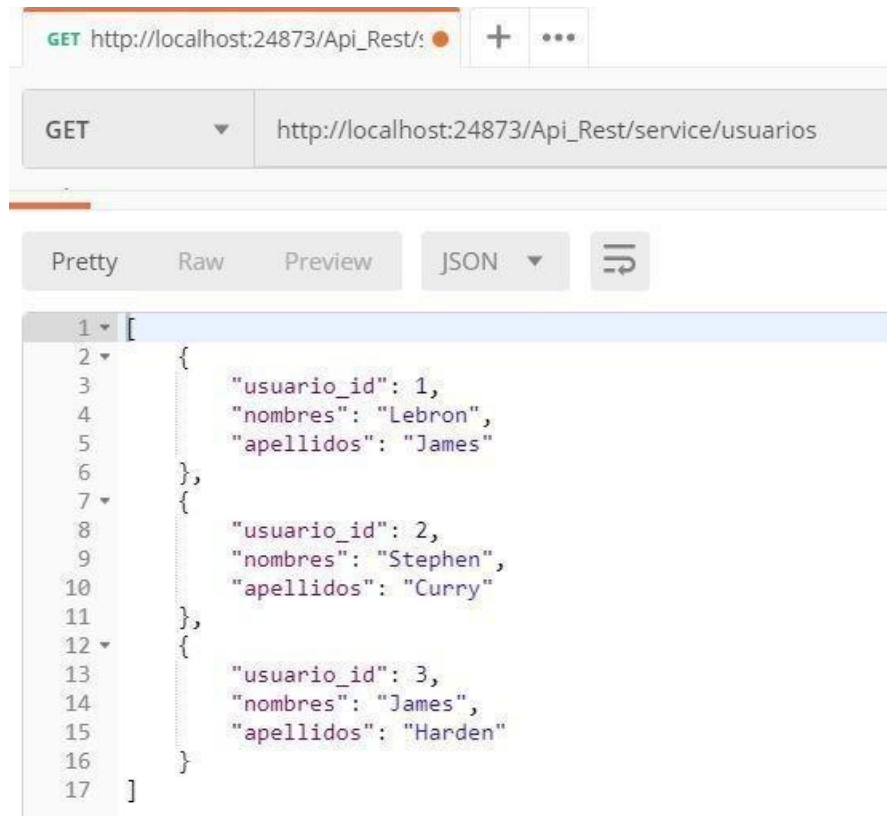 GET http://localhost:24873/Api_Rest/s
GET http://localhost:24873/Api_Rest/service/usuarios
Pretty Raw Preview JSON
1 [
2 {
3 "usuario_id": 1,
4 "nombres": "Lebron",
5 "apellidos": "James"
6 },
7 {
8 "usuario_id": 2,
9 "nombres": "Stephen",
10 "apellidos": "Curry"
11 },
12 {
13 "usuario_id": 3,
14 "nombres": "James",
15 "apellidos": "Harden"
16 }
17 ]